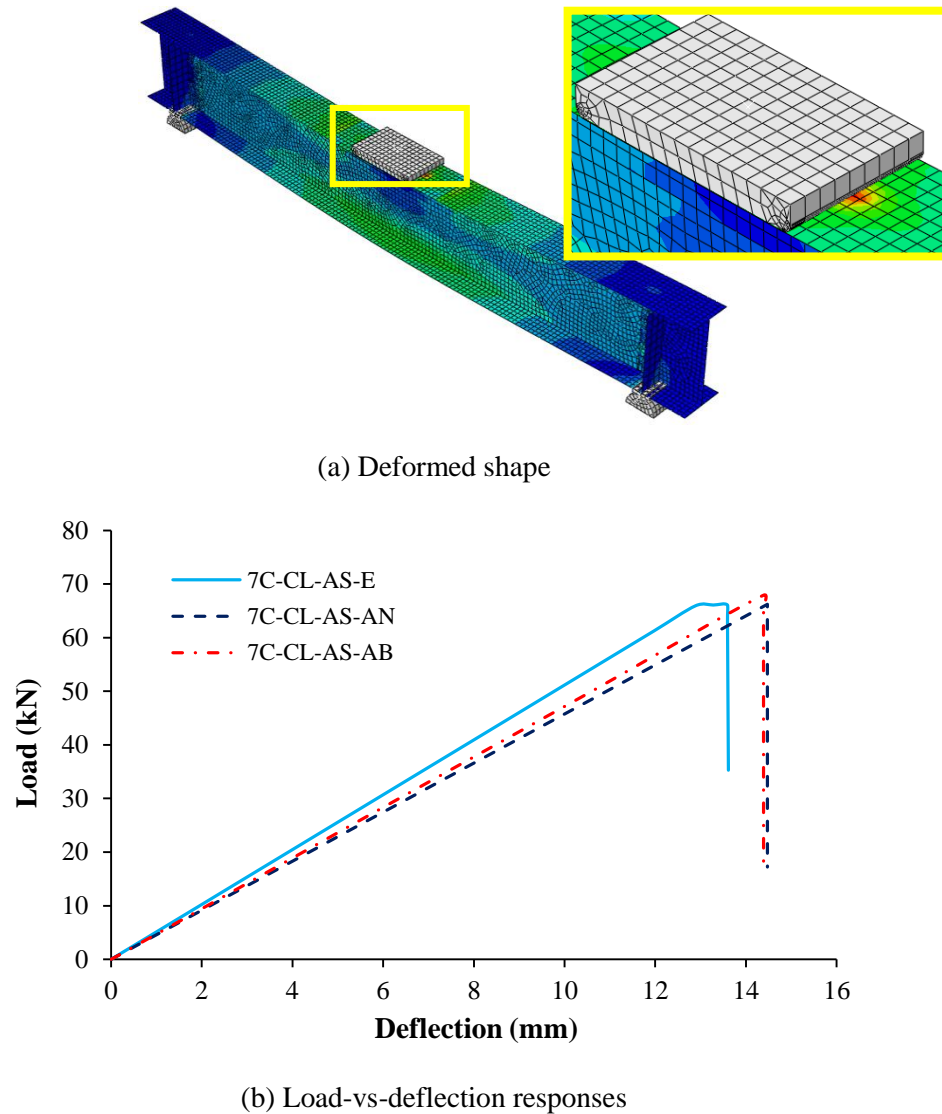 (a) Deformed shape
80
70
60
50
40
30
20
10
0
Load (kN)
7C-CL-AS-E
7C-CL-AS-AN
7C-CL-AS-AB
0 2 4 6 8 10 12 14 16
Deflection (mm)
(b) Load-vs-deflection responses